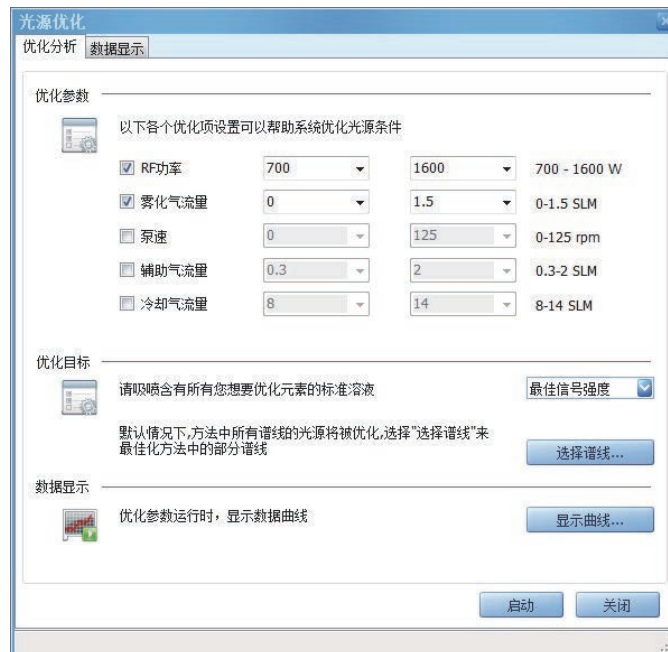 光源优化
优化分析 数据显示
优化参数
以下各个优化项设置可以帮助系统优化光源条件
RF功率 700 1600 700 - 1600 W
雾化气流量 0 1.5 0-1.5 SLM
泵速 0 125 0-125 rpm
辅助气流量 0.3 2 0.3-2 SLM
冷却气流量 8 14 8-14 SLM
优化目标
请吸喷含有所有您想要优化元素的标准溶液 最佳信号强度
默认情况下,方法中所有谱线的光源将被优化,选择"选择谱线"来
最佳化方法中的部分谱线
选择谱线...
数据显示
优化参数运行时，显示数据曲线 显示曲线...
启动 关闭